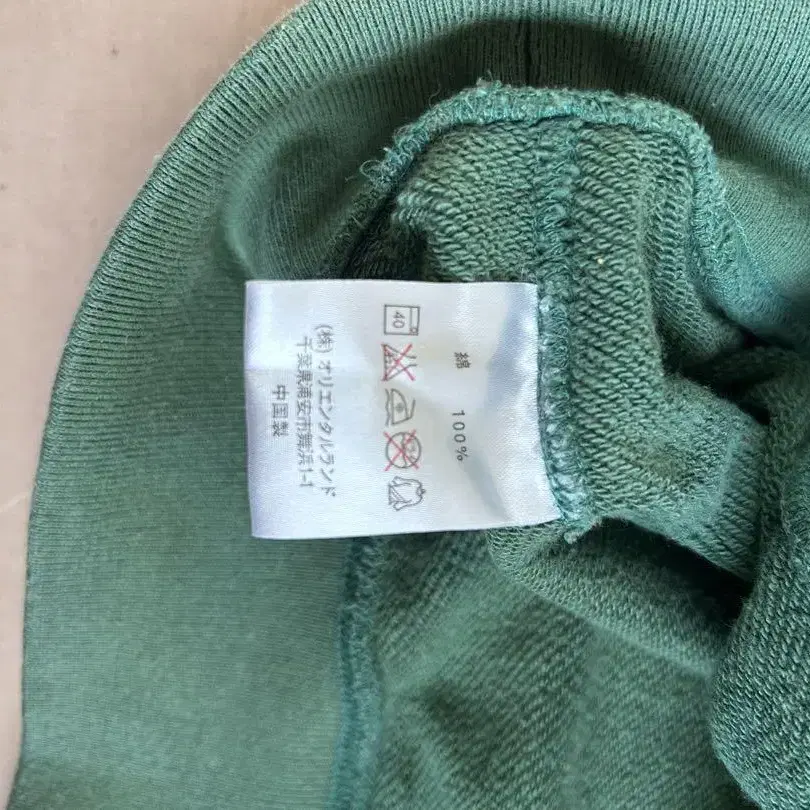 綿 100%
40
(株)オリエンタルランド
千葉県浦安市舞浜1-1
中国製